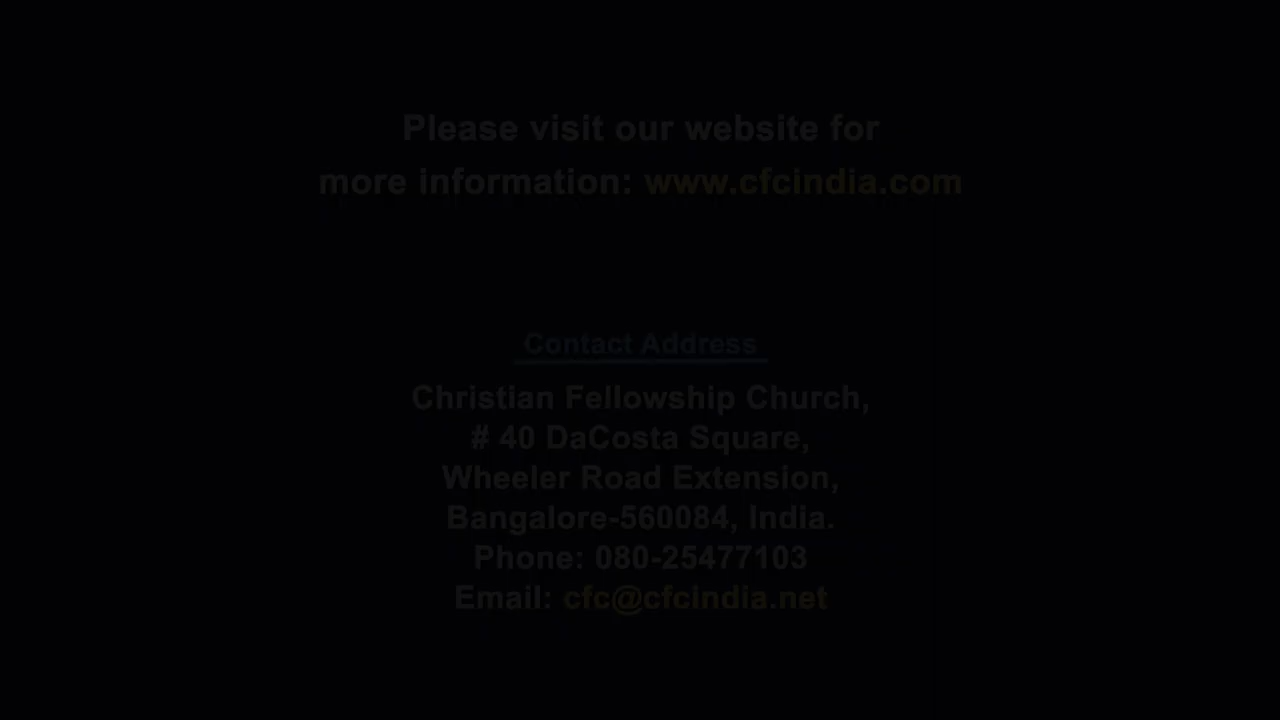 Please visit our website for
more information: www.cfcindia.com
Contact Address
Christian Fellowship Church,
# 40 DaCosta Square,
Wheeler Road Extension,
Bangalore-560084, India.
Phone: 080-25477103
Email: cfc@cfcindia.net